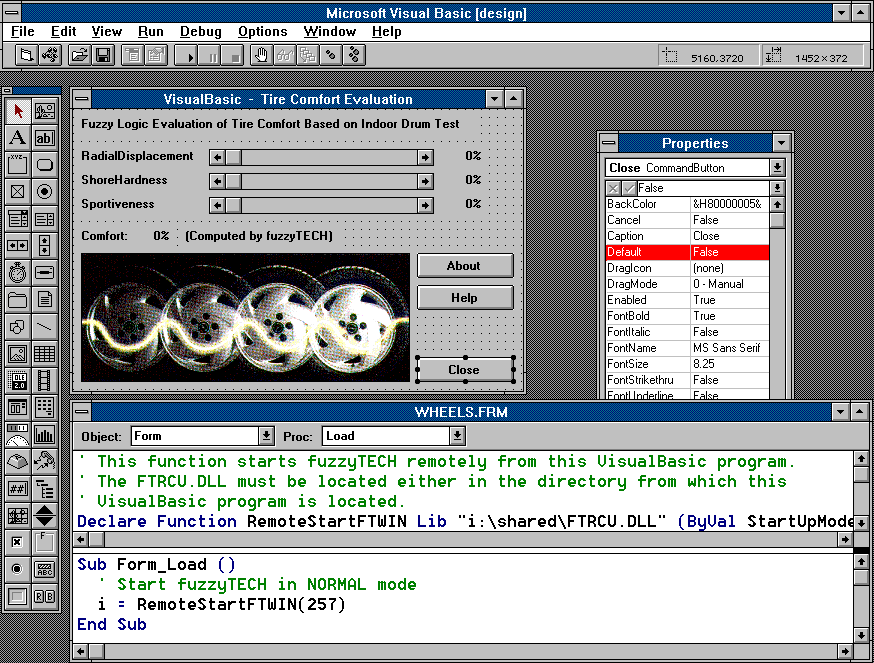 Microsoft Visual Basic [design]
File Edit View Run Debug Options Window Help
5160,3720 1452×372
VisualBasic - Tire Comfort Evaluation
Fuzzy Logic Evaluation of Tire Comfort Based on Indoor Drum Test
RadialDisplacement 0%
ShoreHardness 0%
Sportiveness 0%
Comfort: 0% (Computed by fuzzyTECH)
About
Help
Close
Properties
Close CommandButton
False
BackColor &H80000005&
Cancel False
Caption Close
Default False
DragIcon (none)
DragMode 0 - Manual
Enabled True
FontBold True
FontItalic False
FontName MS Sans Serif
FontSize 8.25
FontStrikethru False
FontUnderline False
WHEELS.FRM
Object: Form Proc: Load
' This function starts fuzzyTECH remotely from this VisualBasic program.
' The FTRCU.DLL must be located either in the directory from which this
' VisualBasic program is located.
Declare Function RemoteStartFTWIN Lib "i:\shared\FTRCU.DLL" (ByVal StartUpMode
Sub Form_Load ()
' Start fuzzyTECH in NORMAL mode
i = RemoteStartFTWIN(257)
End Sub
A
ab
XYZ
OLE
2.0
##
F
ABC
R B